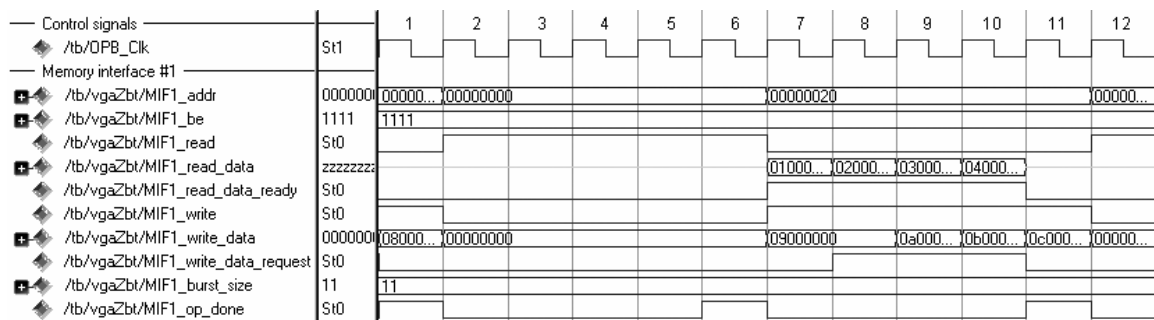 Control signals 1 2 3 4 5 6 7 8 9 10 11 12
/tb/OPB_Clk St1
Memory interface #1
/tb/vgaZbt/MIF1_addr 0000000 00000... 00000000 00000020 00000...
/tb/vgaZbt/MIF1_be 1111 1111
/tb/vgaZbt/MIF1_read St0
/tb/vgaZbt/MIF1_read_data zzzzzzzz 01000... 02000... 03000... 04000...
/tb/vgaZbt/MIF1_read_data_ready St0
/tb/vgaZbt/MIF1_write St0
/tb/vgaZbt/MIF1_write_data 0000000 08000... 00000000 09000000 0a000... 0b000... 0c000... 00000...
/tb/vgaZbt/MIF1_write_data_request St0
/tb/vgaZbt/MIF1_burst_size 11 11
/tb/vgaZbt/MIF1_op_done St0